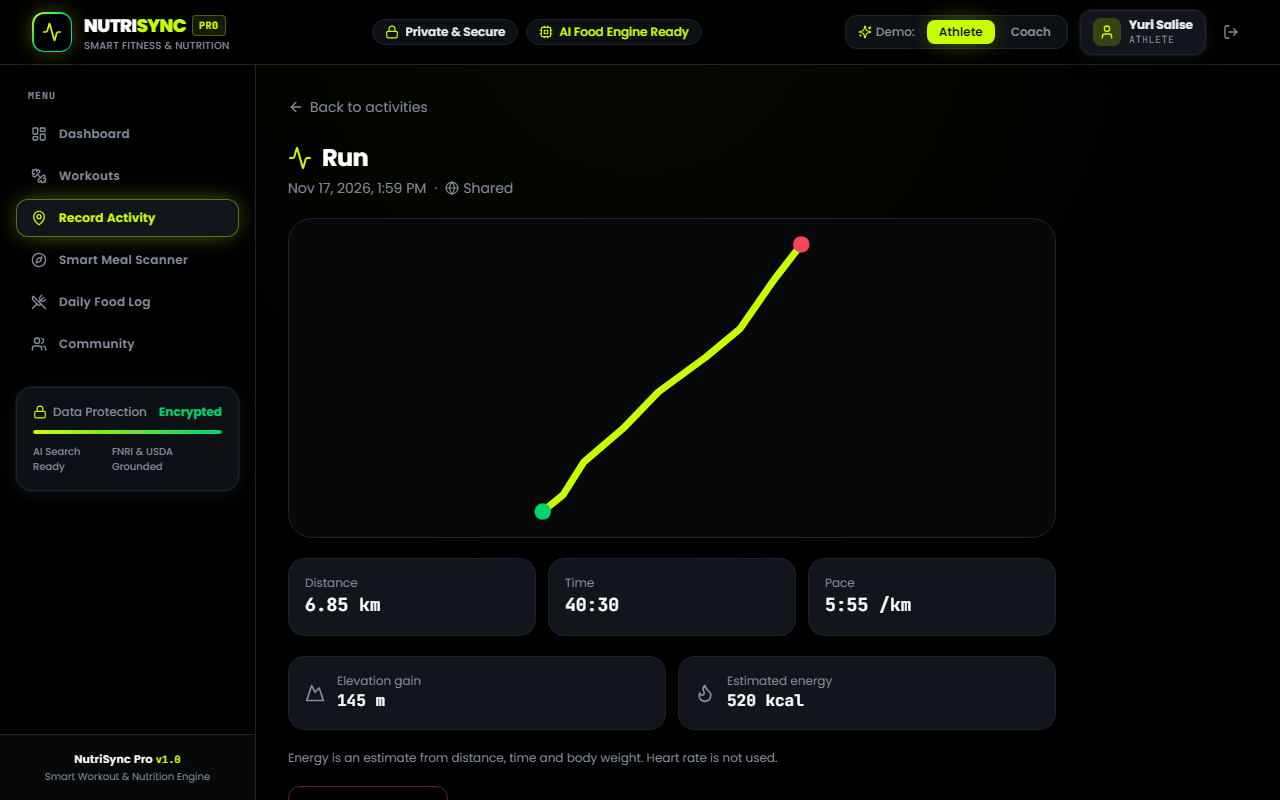 NUTRISYNC PRO
SMART FITNESS & NUTRITION
Private & Secure
AI Food Engine Ready
Demo:
Athlete
Coach
Yuri Salise
ATHLETE
MENU
Dashboard
Workouts
Record Activity
Smart Meal Scanner
Daily Food Log
Community
Data Protection
Encrypted
AI Search Ready
FNRI & USDA Grounded
NutriSync Pro v1.0
Smart Workout & Nutrition Engine
Back to activities
Run
Nov 17, 2026, 1:59 PM · Shared
Distance
6.85 km
Time
40:30
Pace
5:55 /km
Elevation gain
145 m
Estimated energy
520 kcal
Energy is an estimate from distance, time and body weight. Heart rate is not used.